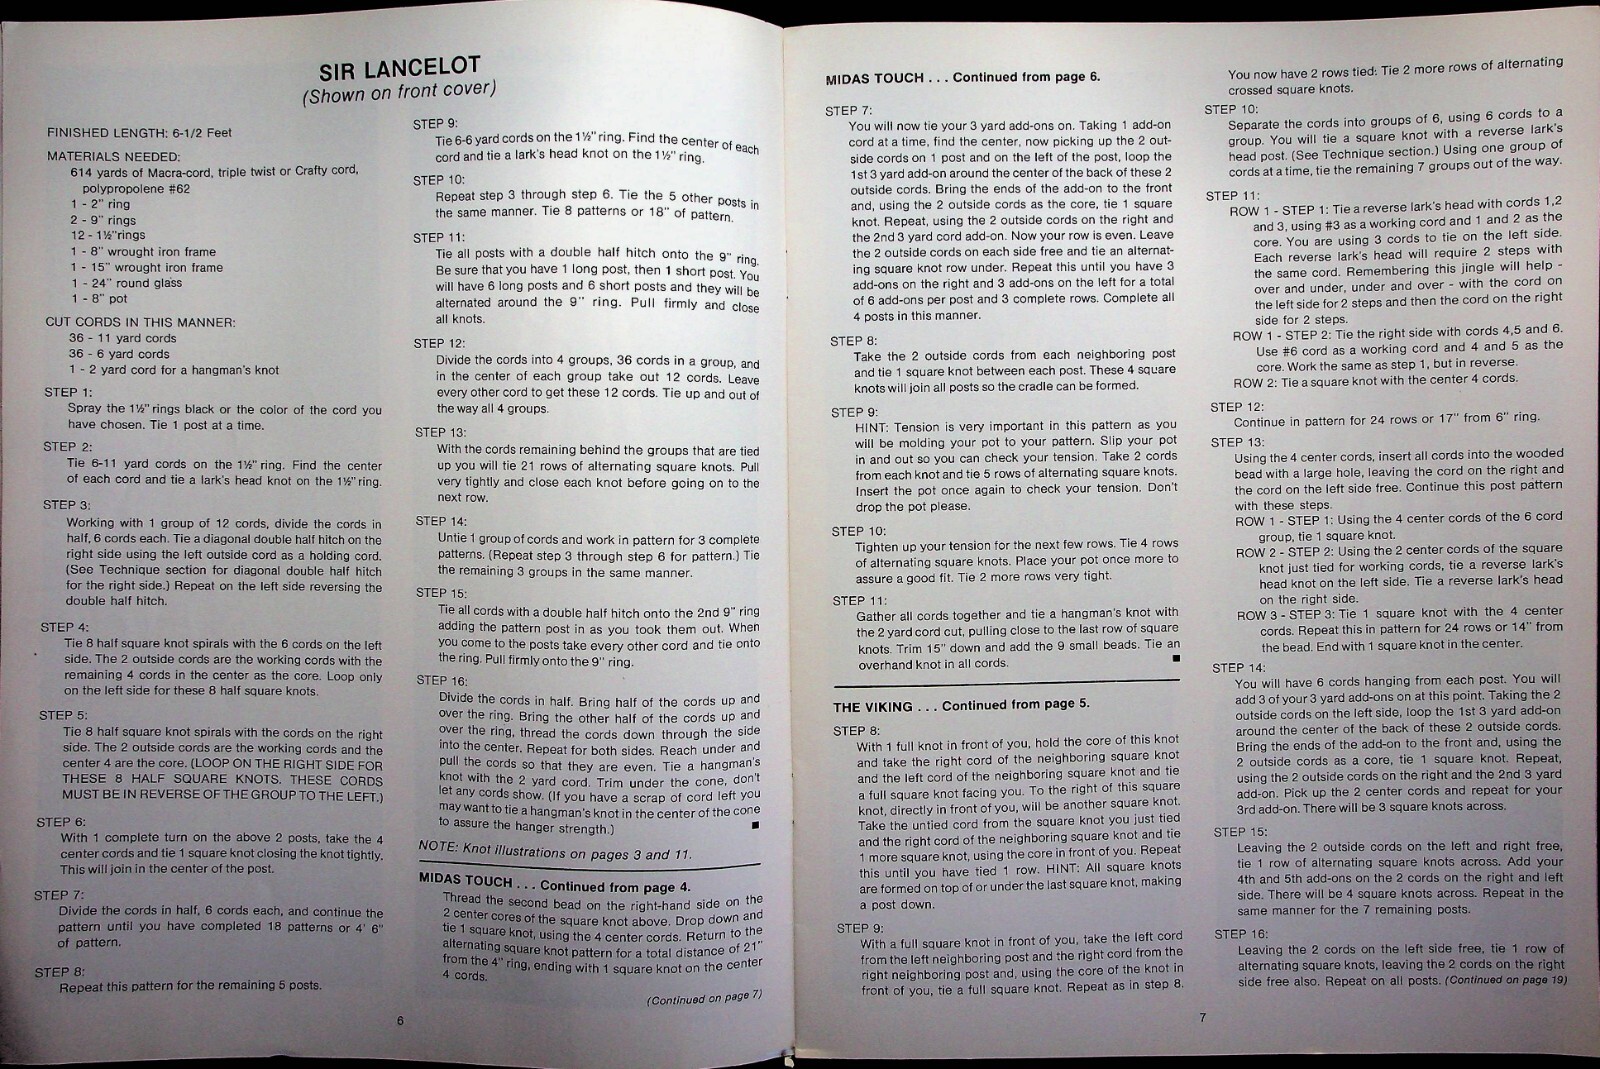 SIR LANCELOT
(Shown on front cover)
FINISHED LENGTH: 6-1/2 Feet
MATERIALS NEEDED:
614 yards of Macra-cord, triple twist or Crafty cord,
polypropolene #62
1 - 2" ring
2 - 9" rings
12 - 1½"rings
1 - 8" wrought iron frame
1 - 15" wrought iron frame
1 - 24" round glass
1 - 8" pot
CUT CORDS IN THIS MANNER:
36 - 11 yard cords
36 - 6 yard cords
1 - 2 yard cord for a hangman's knot
STEP 1:
Spray the 1½" rings black or the color of the cord you
have chosen. Tie 1 post at a time.
STEP 2:
Tie 6-11 yard cords on the 1½" ring. Find the center
of each cord and tie a lark's head knot on the 1½" ring.
STEP 3:
Working with 1 group of 12 cords, divide the cords in
half, 6 cords each. Tie a diagonal double half hitch on the
right side using the left outside cord as a holding cord.
(See Technique section for diagonal double half hitch
for the right side.) Repeat on the left side reversing the
double half hitch.
STEP 4:
Tie 8 half square knot spirals with the 6 cords on the left
side. The 2 outside cords are the working cords with the
remaining 4 cords in the center as the core. Loop only
on the left side for these 8 half square knots.
STEP 5:
Tie 8 half square knot spirals with the cords on the right
side. The 2 outside cords are the working cords and the
center 4 are the core. (LOOP ON THE RIGHT SIDE FOR
THESE 8 HALF SQUARE KNOTS. THESE CORDS
MUST BE IN REVERSE OF THE GROUP TO THE LEFT.)
STEP 6:
With 1 complete turn on the above 2 posts, take the 4
center cords and tie 1 square knot closing the knot tightly.
This will join in the center of the post.
STEP 7:
Divide the cords in half, 6 cords each, and continue the
pattern until you have completed 18 patterns or 4' 6"
of pattern.
STEP 8:
Repeat this pattern for the remaining 5 posts.
STEP 9:
Tie 6-6 yard cords on the 1½" ring. Find the center of each
cord and tie a lark's head knot on the 1½" ring.
STEP 10:
Repeat step 3 through step 6. Tie the 5 other posts in
the same manner. Tie 8 patterns or 18" of pattern.
STEP 11:
Tie all posts with a double half hitch onto the 9" ring.
Be sure that you have 1 long post, then 1 short post. You
will have 6 long posts and 6 short posts and they will be
alternated around the 9" ring. Pull firmly and close
all knots.
STEP 12:
Divide the cords into 4 groups, 36 cords in a group, and
in the center of each group take out 12 cords. Leave
every other cord to get these 12 cords. Tie up and out of
the way all 4 groups.
STEP 13:
With the cords remaining behind the groups that are tied
up you will tie 21 rows of alternating square knots. Pull
very tightly and close each knot before going on to the
next row.
STEP 14:
Untie 1 group of cords and work in pattern for 3 complete
patterns. (Repeat step 3 through step 6 for pattern.) Tie
the remaining 3 groups in the same manner.
STEP 15:
Tie all cords with a double half hitch onto the 2nd 9" ring
adding the pattern post in as you took them out. When
you come to the posts take every other cord and tie onto
the ring. Pull firmly onto the 9" ring.
STEP 16:
Divide the cords in half. Bring half of the cords up and
over the ring. Bring the other half of the cords up and
over the ring, thread the cords down through the side
into the center. Repeat for both sides. Reach under and
pull the cords so that they are even. Tie a hangman's
knot with the 2 yard cord. Trim under the cone, don't
let any cords show. (If you have a scrap of cord left you
may want to tie a hangman's knot in the center of the cone
to assure the hanger strength.) ■
NOTE: Knot illustrations on pages 3 and 11.
MIDAS TOUCH . . . Continued from page 4.
Thread the second bead on the right-hand side on the
2 center cores of the square knot above. Drop down and
tie 1 square knot, using the 4 center cords. Return to the
alternating square knot pattern for a total distance of 21"
from the 4" ring, ending with 1 square knot on the center
4 cords.
(Continued on page 7)
6
MIDAS TOUCH . . . Continued from page 6.
STEP 7:
You will now tie your 3 yard add-ons on. Taking 1 add-on
cord at a time, find the center, now picking up the 2 out-
side cords on 1 post and on the left of the post, loop the
1st 3 yard add-on around the center of the back of these 2
outside cords. Bring the ends of the add-on to the front
and, using the 2 outside cords as the core, tie 1 square
knot. Repeat, using the 2 outside cords on the right and
the 2nd 3 yard cord add-on. Now your row is even. Leave
the 2 outside cords on each side free and tie an alternat-
ing square knot row under. Repeat this until you have 3
add-ons on the right and 3 add-ons on the left for a total
of 6 add-ons per post and 3 complete rows. Complete all
4 posts in this manner.
STEP 8:
Take the 2 outside cords from each neighboring post
and tie 1 square knot between each post. These 4 square
knots will join all posts so the cradle can be formed.
STEP 9:
HINT: Tension is very important in this pattern as you
will be molding your pot to your pattern. Slip your pot
in and out so you can check your tension. Take 2 cords
from each knot and tie 5 rows of alternating square knots.
Insert the pot once again to check your tension. Don't
drop the pot please.
STEP 10:
Tighten up your tension for the next few rows. Tie 4 rows
of alternating square knots. Place your pot once more to
assure a good fit. Tie 2 more rows very tight.
STEP 11:
Gather all cords together and tie a hangman's knot with
the 2 yard cord cut, pulling close to the last row of square
knots. Trim 15" down and add the 9 small beads. Tie an
overhand knot in all cords. ■
THE VIKING . . . Continued from page 5.
STEP 8:
With 1 full knot in front of you, hold the core of this knot
and take the right cord of the neighboring square knot
and the left cord of the neighboring square knot and tie
a full square knot facing you. To the right of this square
knot, directly in front of you, will be another square knot.
Take the untied cord from the square knot you just tied
and the right cord of the neighboring square knot and tie
1 more square knot, using the core in front of you. Repeat
this until you have tied 1 row. HINT: All square knots
are formed on top of or under the last square knot, making
a post down.
STEP 9:
With a full square knot in front of you, take the left cord
from the left neighboring post and the right cord from the
right neighboring post and, using the core of the knot in
front of you, tie a full square knot. Repeat as in step 8.
You now have 2 rows tied: Tie 2 more rows of alternating
crossed square knots.
STEP 10:
Separate the cords into groups of 6, using 6 cords to a
group. You will tie a square knot with a reverse lark's
head post. (See Technique section.) Using one group of
cords at a time, tie the remaining 7 groups out of the way.
STEP 11:
ROW 1 - STEP 1: Tie a reverse lark's head with cords 1,2
and 3, using #3 as a working cord and 1 and 2 as the
core. You are using 3 cords to tie on the left side.
Each reverse lark's head will require 2 steps with
the same cord. Remembering this jingle will help -
over and under, under and over - with the cord on
the left side for 2 steps and then the cord on the right
side for 2 steps.
ROW 1 - STEP 2: Tie the right side with cords 4,5 and 6.
Use #6 cord as a working cord and 4 and 5 as the
core. Work the same as step 1, but in reverse.
ROW 2: Tie a square knot with the center 4 cords.
STEP 12:
Continue in pattern for 24 rows or 17" from 6" ring.
STEP 13:
Using the 4 center cords, insert all cords into the wooded
bead with a large hole, leaving the cord on the right and
the cord on the left side free. Continue this post pattern
with these steps.
ROW 1 - STEP 1: Using the 4 center cords of the 6 cord
group, tie 1 square knot.
ROW 2 - STEP 2: Using the 2 center cords of the square
knot just tied for working cords, tie a reverse lark's
head knot on the left side. Tie a reverse lark's head
on the right side.
ROW 3 - STEP 3: Tie 1 square knot with the 4 center
cords. Repeat this in pattern for 24 rows or 14" from
the bead. End with 1 square knot in the center.
STEP 14:
You will have 6 cords hanging from each post. You will
add 3 of your 3 yard add-ons on at this point. Taking the 2
outside cords on the left side, loop the 1st 3 yard add-on
around the center of the back of these 2 outside cords.
Bring the ends of the add-on to the front and, using the
2 outside cords as a core, tie 1 square knot. Repeat,
using the 2 outside cords on the right and the 2nd 3 yard
add-on. Pick up the 2 center cords and repeat for your
3rd add-on. There will be 3 square knots across.
STEP 15:
Leaving the 2 outside cords on the left and right free,
tie 1 row of alternating square knots across. Add your
4th and 5th add-ons on the 2 cords on the right and left
side. There will be 4 square knots across. Repeat in the
same manner for the 7 remaining posts.
STEP 16:
Leaving the 2 cords on the left side free, tie 1 row of
alternating square knots, leaving the 2 cords on the right
side free also. Repeat on all posts. (Continued on page 19)
7